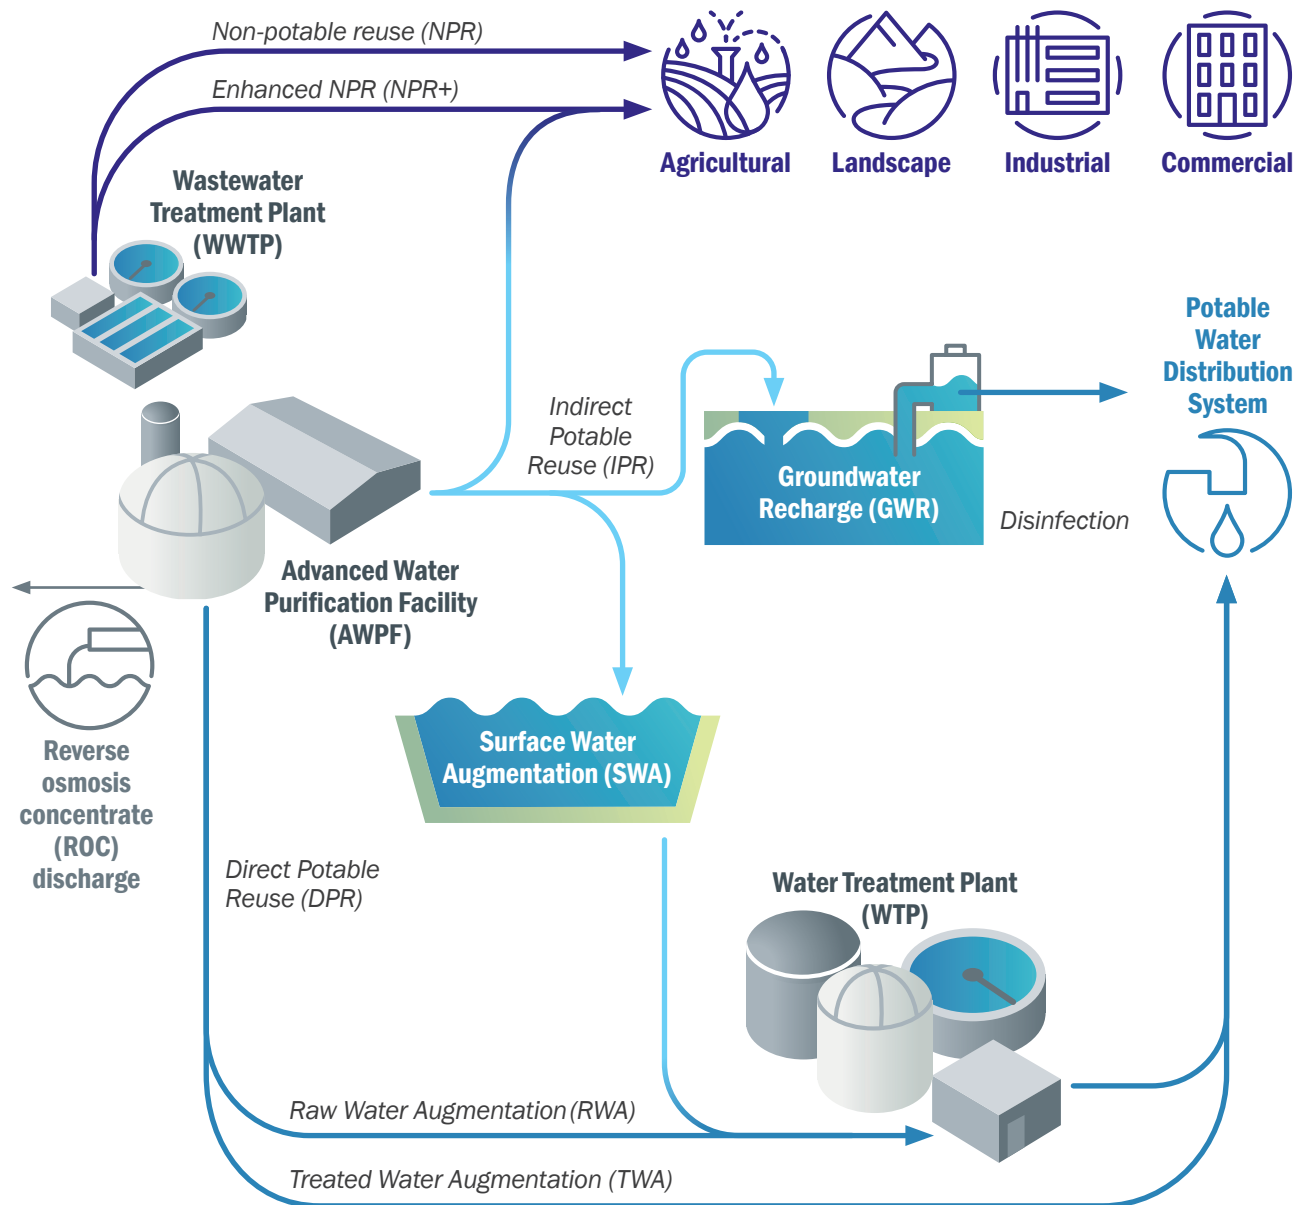 Non-potable reuse (NPR)
Enhanced NPR (NPR+)
Agricultural
Landscape
Industrial
Commercial
Wastewater
Treatment Plant
(WWTP)
Potable
Water
Distribution
System
Indirect
Potable
Reuse (IPR)
Groundwater
Recharge (GWR)
Disinfection
Advanced Water
Purification Facility
(AWPF)
Reverse
osmosis
concentrate
(ROC)
discharge
Surface Water
Augmentation (SWA)
Direct Potable
Reuse (DPR)
Water Treatment Plant
(WTP)
Raw Water Augmentation (RWA)
Treated Water Augmentation (TWA)